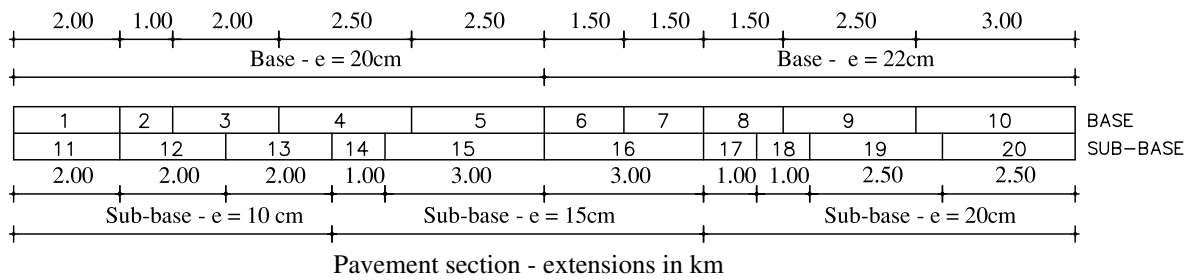 2.00 1.00 2.00 2.50 2.50 1.50 1.50 1.50 2.50 3.00
Base - e = 20cm Base - e = 22cm
1 2 3 4 5 6 7 8 9 10 BASE
11 12 13 14 15 16 17 18 19 20 SUB-BASE
2.00 2.00 2.00 1.00 3.00 3.00 1.00 1.00 2.50 2.50
Sub-base - e = 10 cm Sub-base - e = 15cm Sub-base - e = 20cm
Pavement section - extensions in km